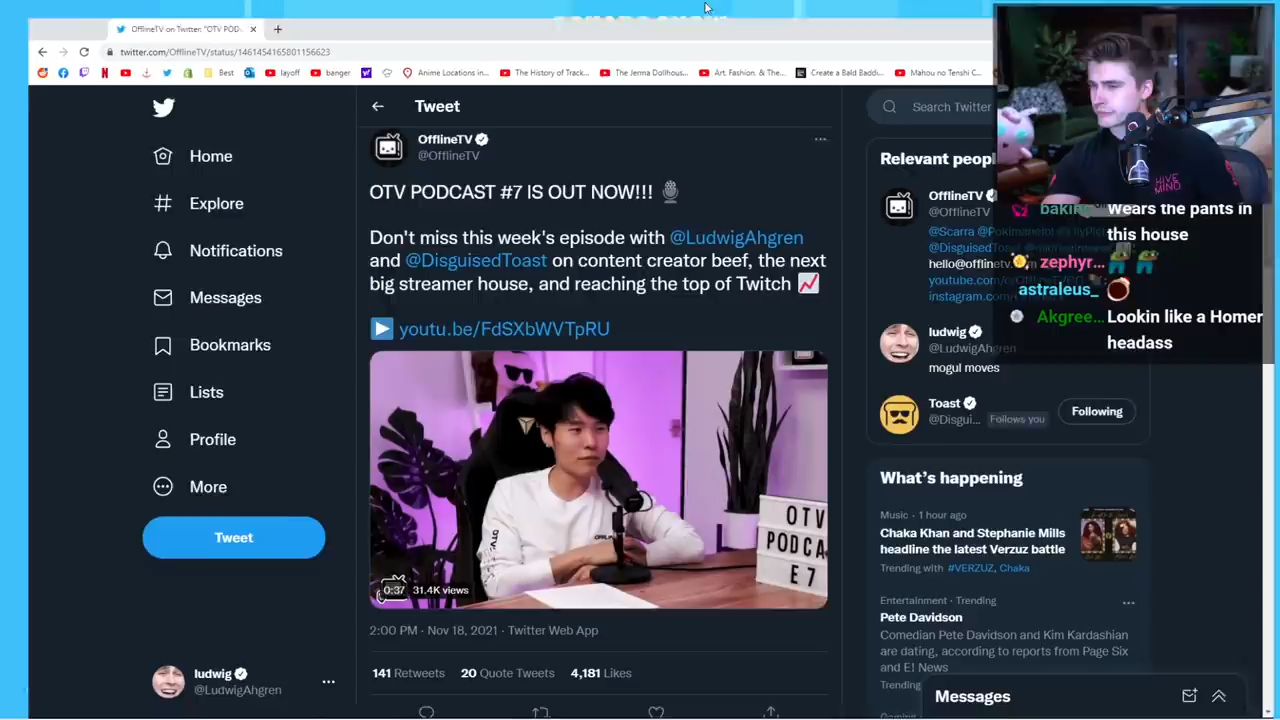 OfflineTV on Twitter: "OTV POD
twitter.com/OfflineTV/status/1461454165801156623
Best
layoff
banger
Anime Locations in...
The History of Track...
The Jerma Dollhous...
Art. Fashion. & The...
Create a Bald Baddi...
Mahou no Tenshi C...
Home
Explore
Notifications
Messages
Bookmarks
Lists
Profile
More
Tweet
ludwig
@LudwigAhgren
Tweet
OfflineTV
@OfflineTV
OTV PODCAST #7 IS OUT NOW!!!
Don't miss this week's episode with @LudwigAhgren
and @DisguisedToast on content creator beef, the next
big streamer house, and reaching the top of Twitch
youtu.be/FdSXbWVTpRU
OTV
PODCA
E7
0:37 31.4K views
2:00 PM · Nov 18, 2021 · Twitter Web App
141 Retweets 20 Quote Tweets 4,181 Likes
Search Twitter
Relevant peop
OfflineTV
@OfflineTV
@Scarra
hello@offlinetv
youtube.com/c
instagram.com/
ludwig
@LudwigAhgren
mogul moves
Toast
@Disgui... Follows you
Following
What's happening
Music · 1 hour ago
Chaka Khan and Stephanie Mills
headline the latest Verzuz battle
Trending with #VERZUZ, Chaka
Entertainment · Trending
Pete Davidson
Comedian Pete Davidson and Kim Kardashian
are dating, according to reports from Page Six
and E! News
Trending
Messages
HIVE
MIND
baking
Wears the pants in
this house
zephyr...
astraleus_
Akgree... Lookin like a Homer
headass